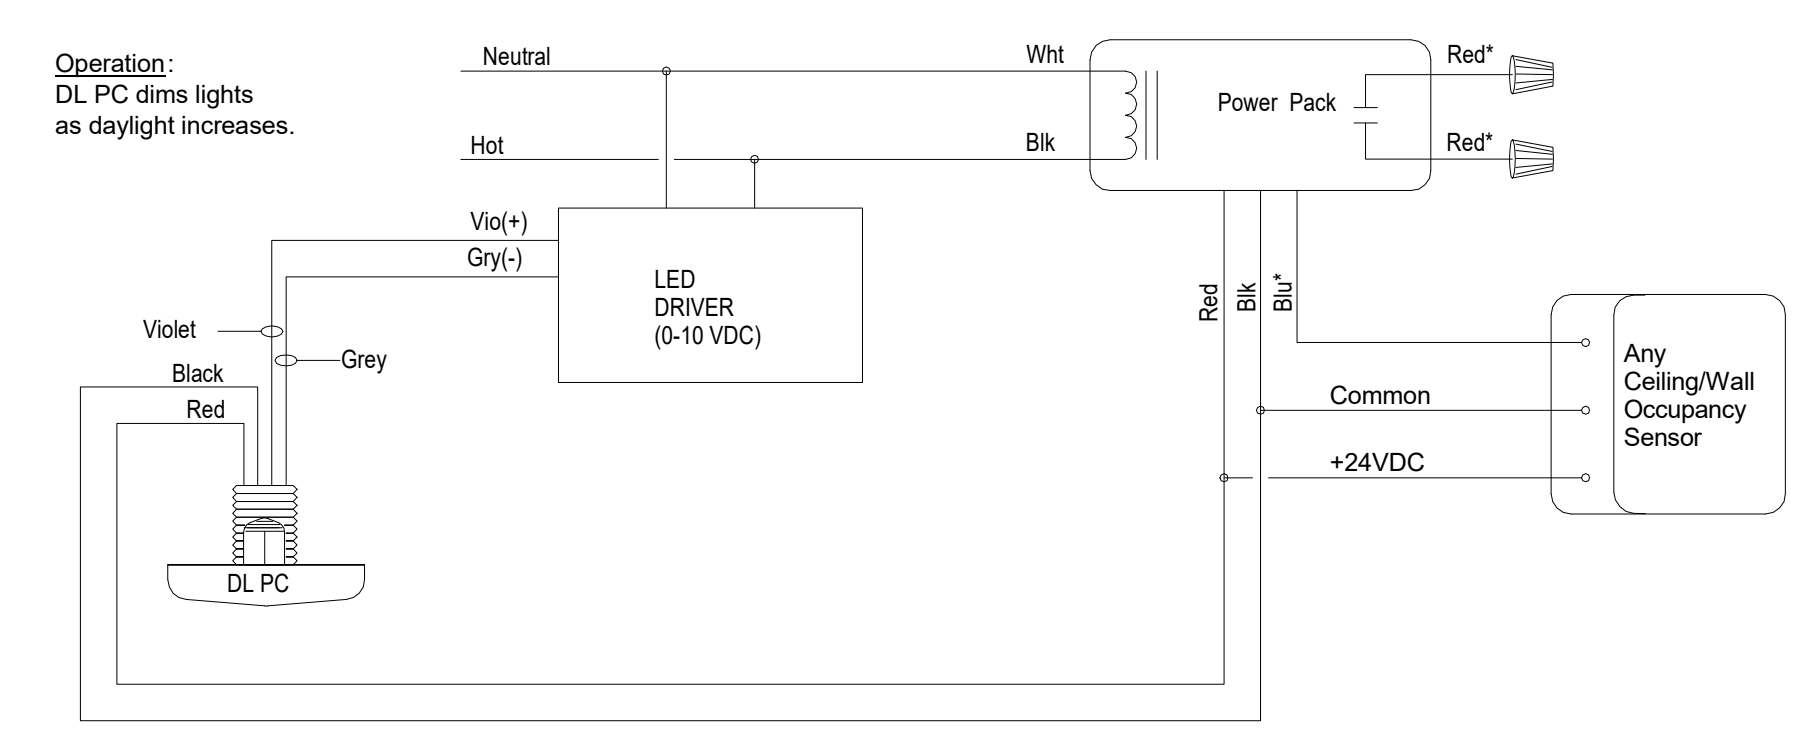 Operation:
DL PC dims lights
as daylight increases.
Neutral
Wht
Red*
Power Pack
Hot
Blk
Red*
Vio(+)
Gry(-)
LED
DRIVER
(0-10 VDC)
Red
Blk
Blu*
Violet
Grey
Black
Red
Any
Ceiling/Wall
Occupancy
Sensor
Common
+24VDC
DL PC